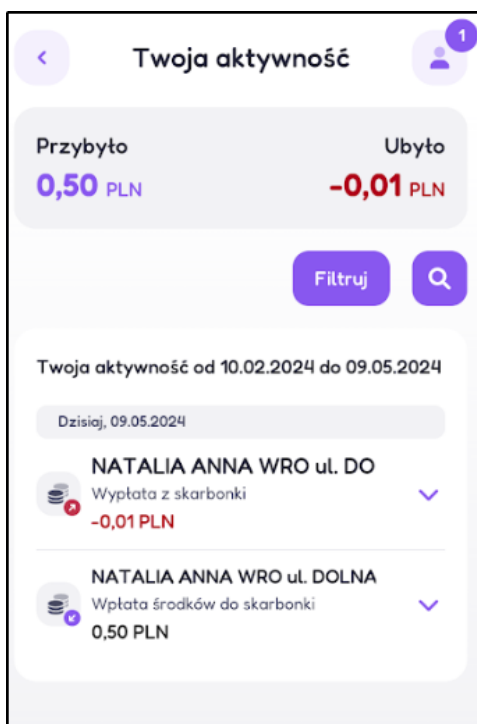 Twoja aktywność
1
Przybyło Ubyło
0,50 PLN -0,01 PLN
Filtruj
Twoja aktywność od 10.02.2024 do 09.05.2024
Dzisiaj, 09.05.2024
NATALIA ANNA WRO ul. DO
Wypłata z skarbonki
-0,01 PLN
NATALIA ANNA WRO ul. DOLNA
Wpłata środków do skarbonki
0,50 PLN